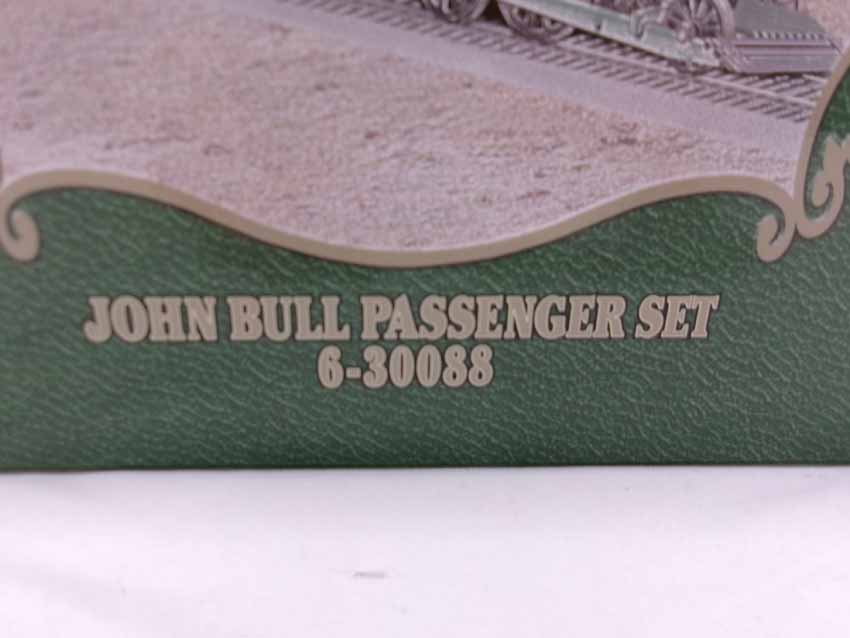 JOHN BULL PASSENGER SET
6-30088